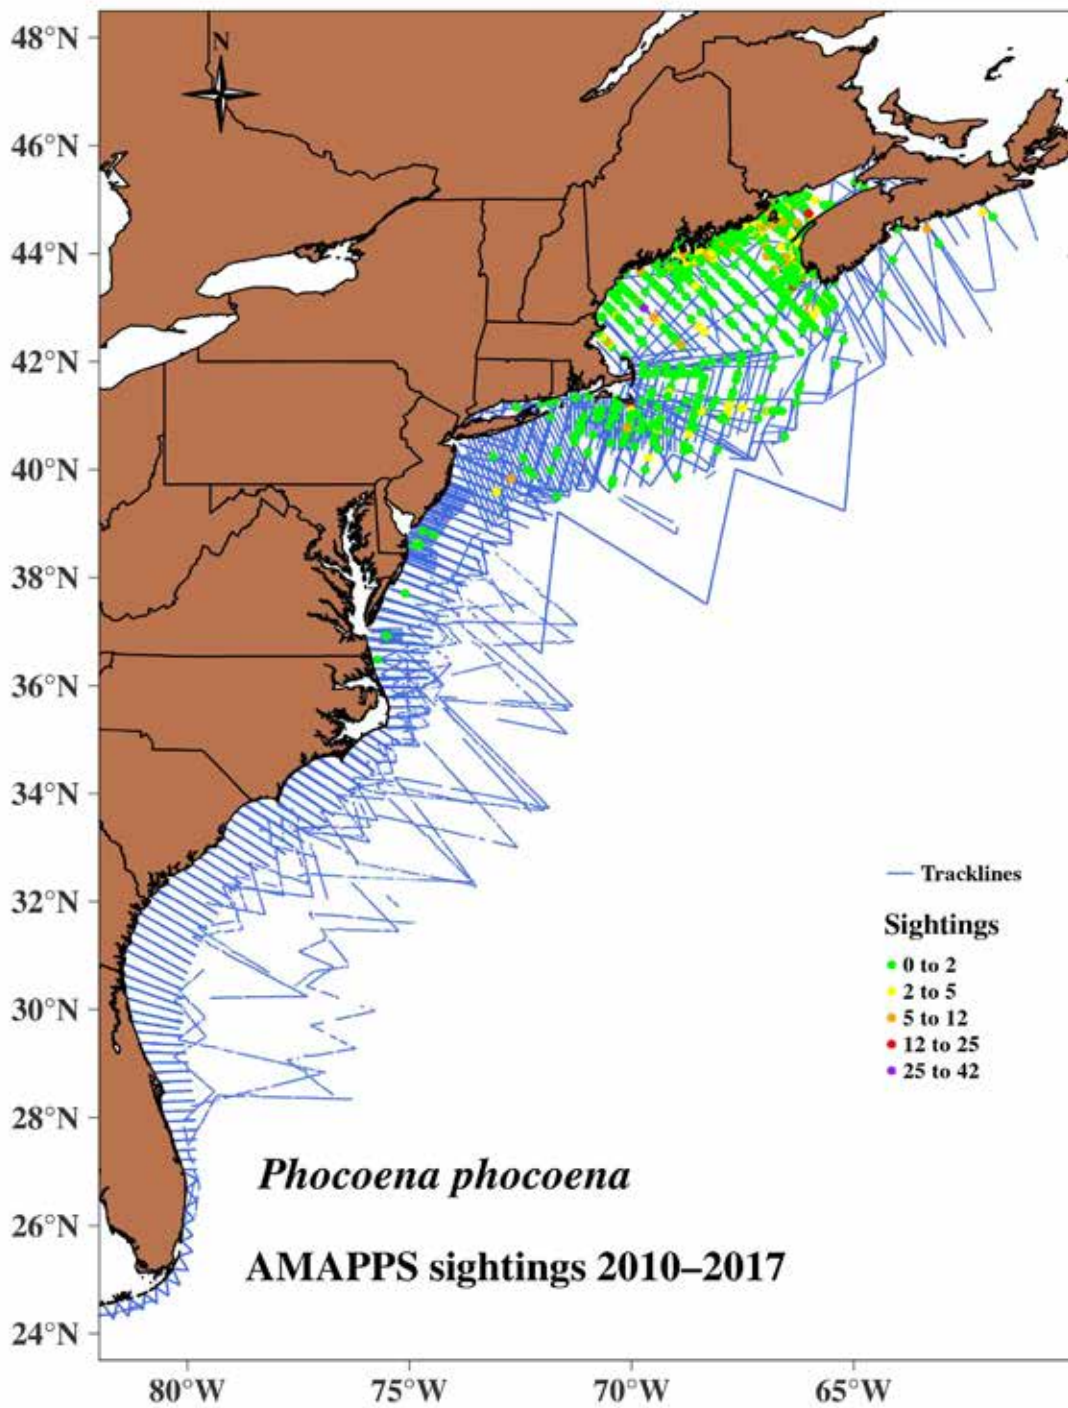 48°N
N
46°N
44°N
42°N
40°N
38°N
36°N
34°N
32°N
30°N
28°N
26°N
24°N
Tracklines
Sightings
0 to 2
2 to 5
5 to 12
12 to 25
25 to 42
Phocoena phocoena
AMAPPS sightings 2010–2017
80°W 75°W 70°W 65°W